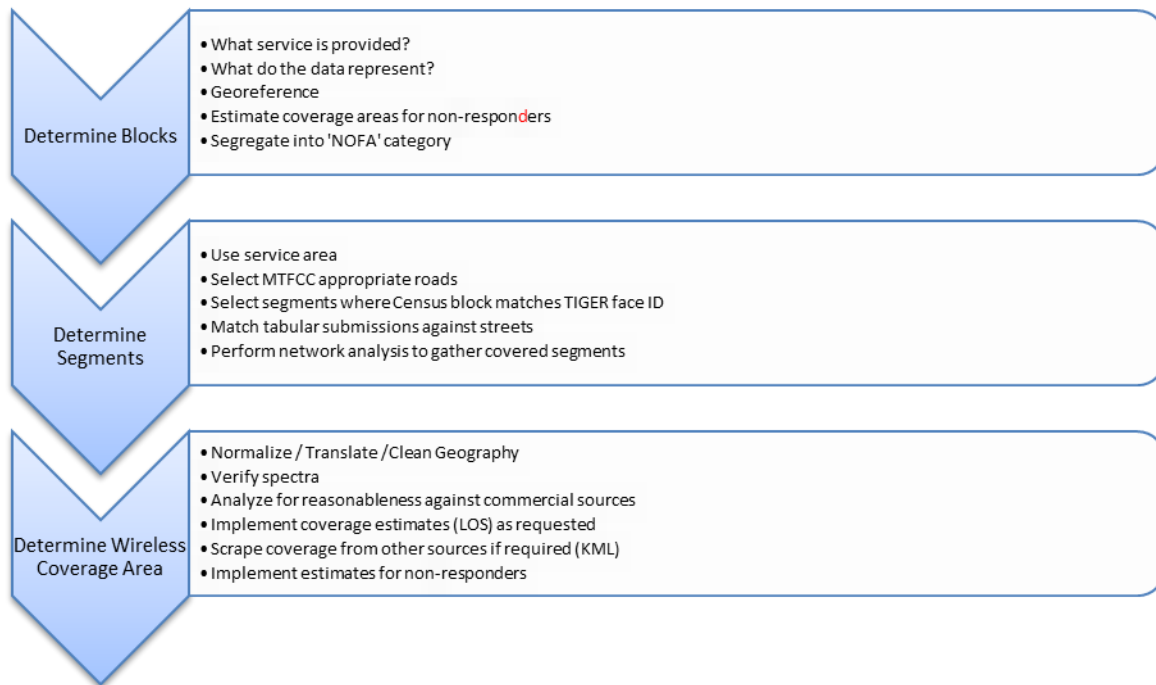 Determine Blocks
• What service is provided?
• What do the data represent?
• Georeference
• Estimate coverage areas for non-responders
• Segregate into 'NOFA' category
Determine
Segments
• Use service area
• Select MTFCC appropriate roads
• Select segments where Census block matches TIGER face ID
• Match tabular submissions against streets
• Perform network analysis to gather covered segments
Determine Wireless
Coverage Area
• Normalize / Translate /Clean Geography
• Verify spectra
• Analyze for reasonableness against commercial sources
• Implement coverage estimates (LOS) as requested
• Scrape coverage from other sources if required (KML)
• Implement estimates for non-responders